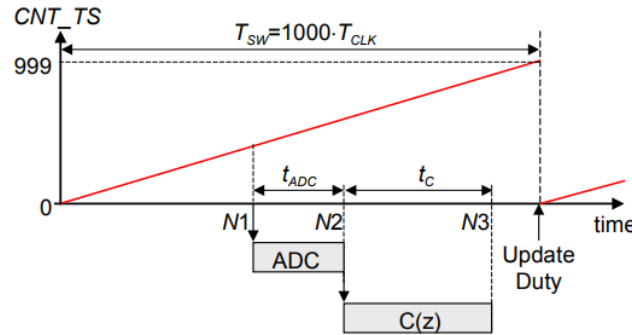 CNT_TS
T_SW=1000·T_CLK
999
t_ADC t_C
0
N1 N2 N3 time
ADC Update
Duty
C(z)